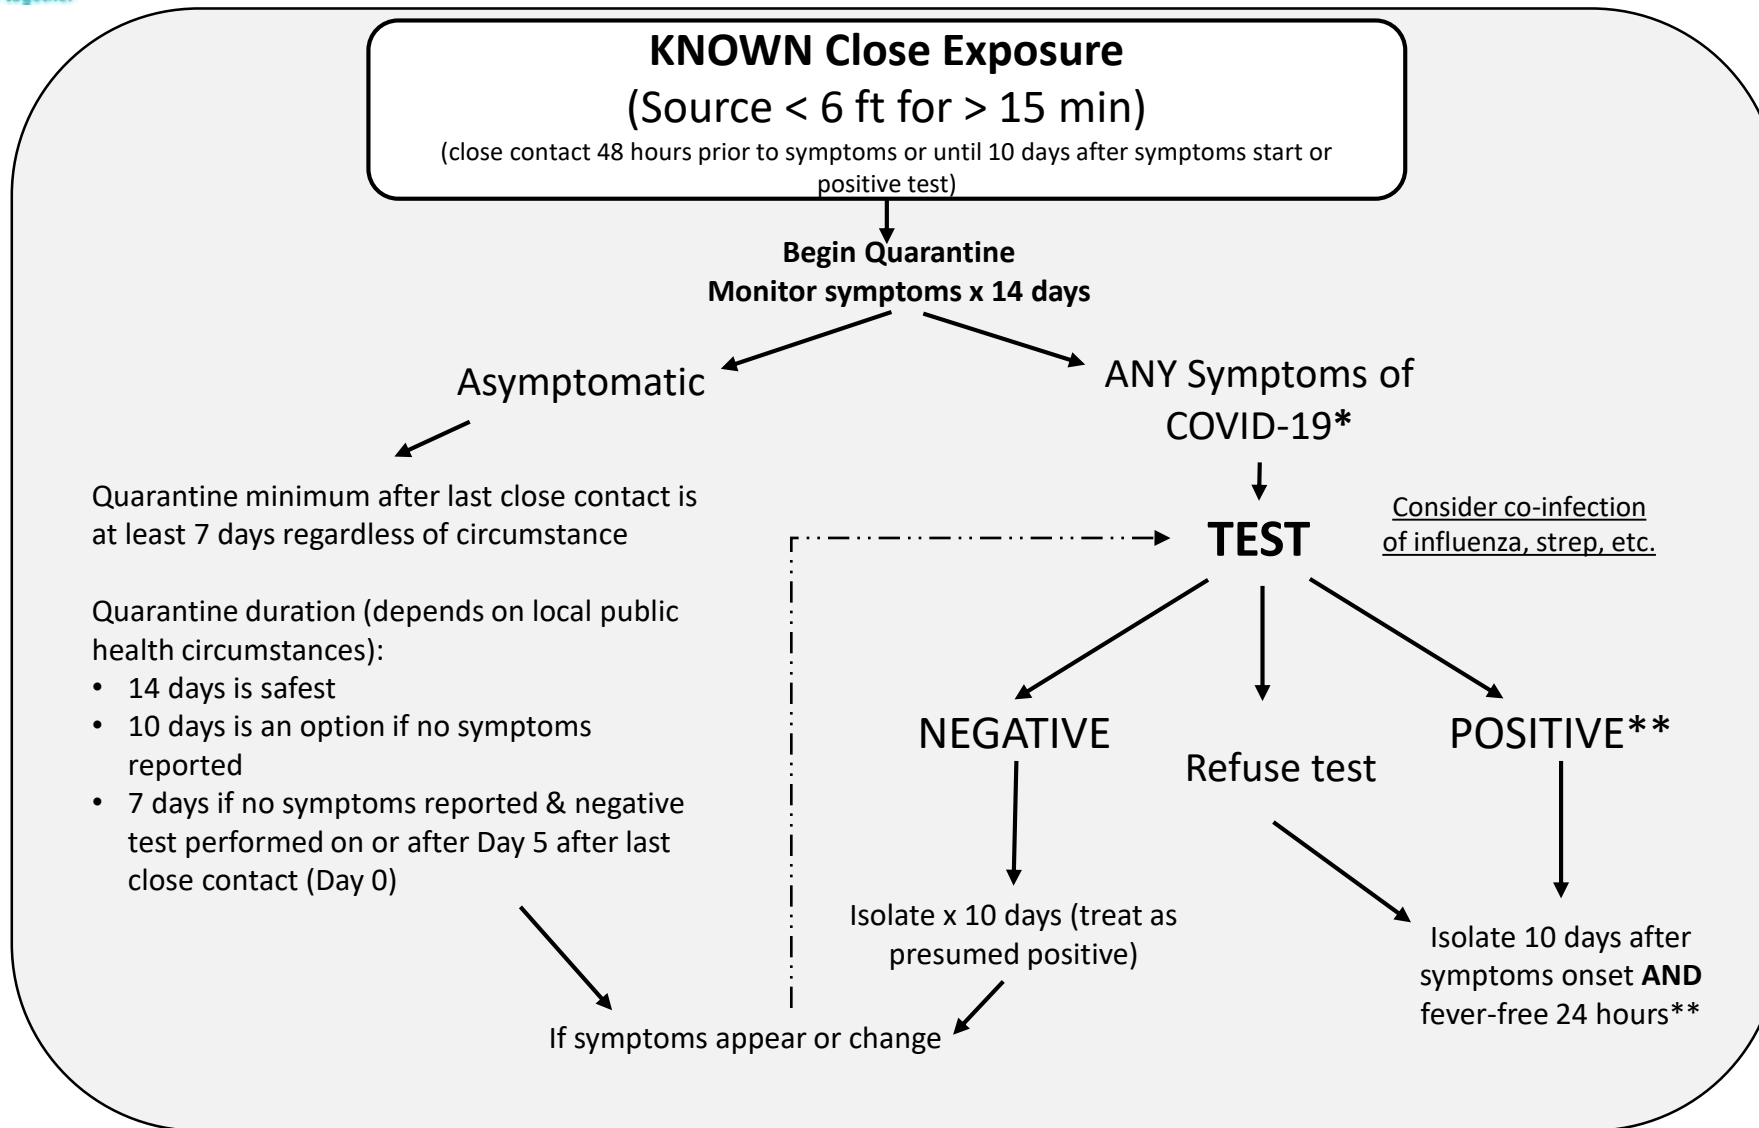 together
KNOWN Close Exposure
(Source < 6 ft for > 15 min)
(close contact 48 hours prior to symptoms or until 10 days after symptoms start or
positive test)
Begin Quarantine
Monitor symptoms x 14 days
Asymptomatic
ANY Symptoms of
COVID-19*
Quarantine minimum after last close contact is
at least 7 days regardless of circumstance
Quarantine duration (depends on local public
health circumstances):
• 14 days is safest
• 10 days is an option if no symptoms
reported
• 7 days if no symptoms reported & negative
test performed on or after Day 5 after last
close contact (Day 0)
TEST
Consider co-infection
of influenza, strep, etc.
NEGATIVE
Refuse test
POSITIVE**
Isolate x 10 days (treat as
presumed positive)
Isolate 10 days after
symptoms onset AND
fever-free 24 hours**
If symptoms appear or change